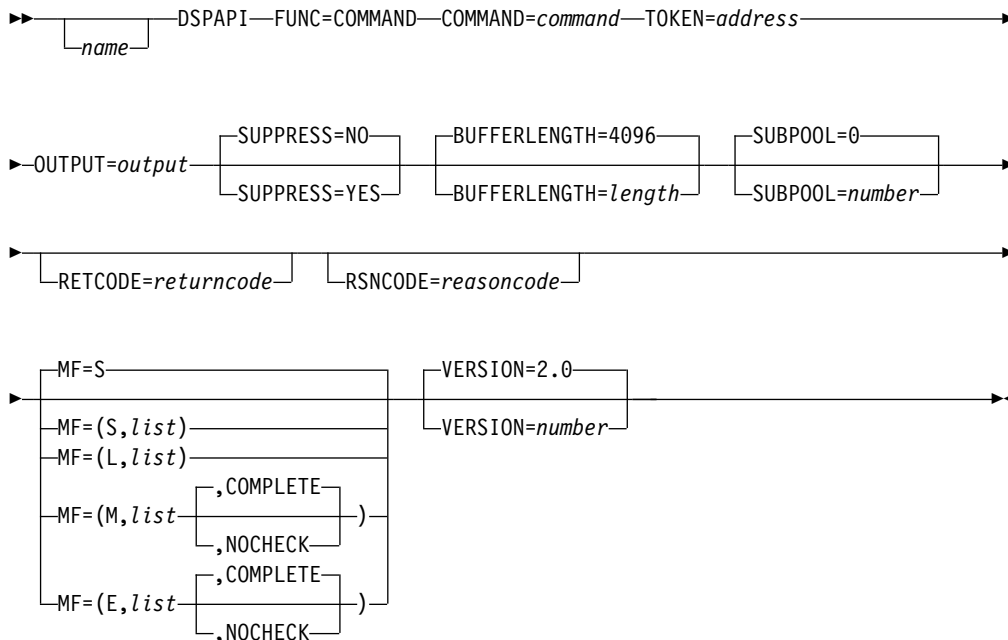 DSPAPI FUNC=COMMAND COMMAND=command TOKEN=address
name
SUPPRESS=NO BUFFERLENGTH=4096 SUBPOOL=0
OUTPUT=output
SUPPRESS=YES BUFFERLENGTH=length SUBPOOL=number
RETCODE=returncode RSNCODE=reasoncode
MF=S VERSION=2.0
VERSION=number
MF=(S,list)
MF=(L,list)
,COMPLETE
MF=(M,list )
,NOCHECK
,COMPLETE
MF=(E,list )
,NOCHECK